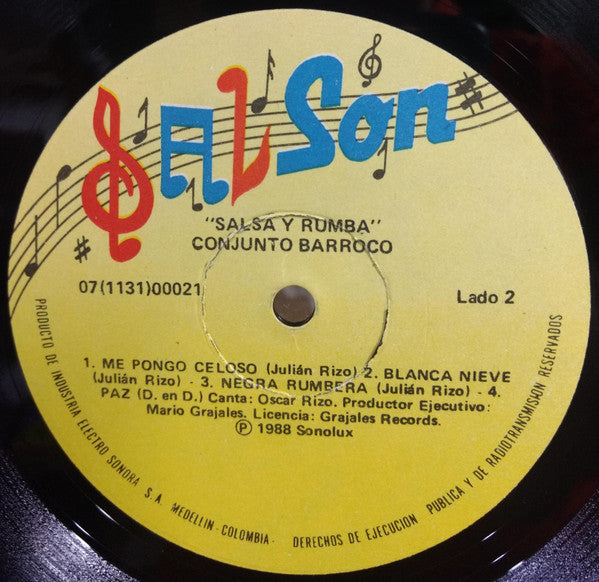 SALSon
"SALSA Y RUMBA"
CONJUNTO BARROCO
07(1131)00021
Lado 2
1. ME PONGO CELOSO (Julián Rizo) 2. BLANCA NIEVE
(Julián Rizo) - 3. NEGRA RUMBERA (Julián Rizo) - 4.
PAZ (D. en D.) Canta: Oscar Rizo. Productor Ejecutivo:
Mario Grajales. Licencia: Grajales Records.
Ⓟ 1988 Sonolux
PRODUCTO DE INDUSTRIA ELECTRO SONORA S.A. MEDELLIN-COLOMBIA- DERECHOS DE EJECUCION PUBLICA Y DE RADIOTRANSMISION RESERVADOS